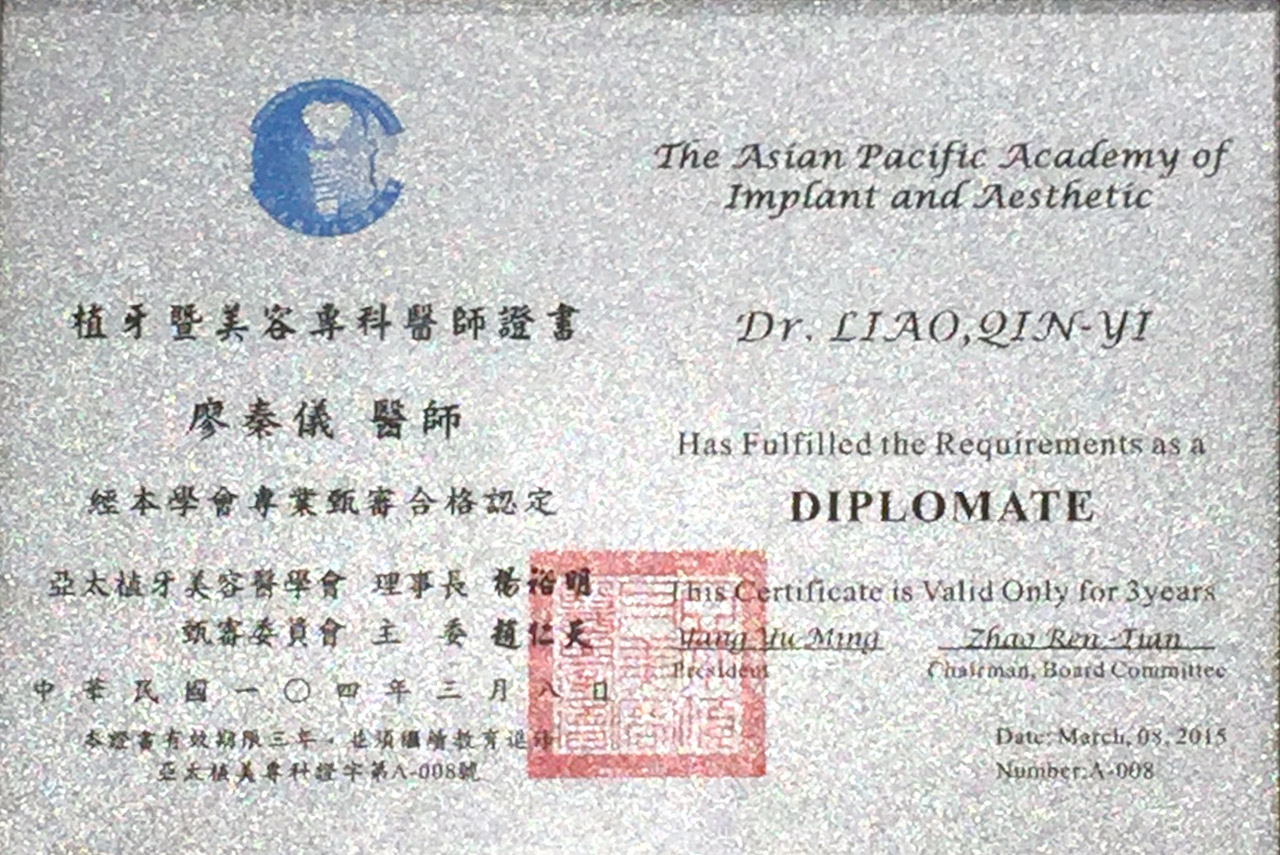 植牙暨美容專科醫師證書
廖秦儀 醫師
經本學會專業甄審合格認定
亞太植牙美容醫學會 理事長 楊裕明
甄審委員會 主 委 趙仁天
中華民國一〇四年三月八日
本證書有效期限三年,並須繼續教育
亞太植美專科證字第A-008號
The Asian Pacific Academy of
Implant and Aesthetic
Dr. LIAO,QIN-YI
Has Fulfilled the Requirements as a
DIPLOMATE
This Certificate is Valid Only for 3years
Yang Yu Ming Zhao Ren-Tian
President Chairman, Board Committee
Date: March, 08, 2015
Number:A-008